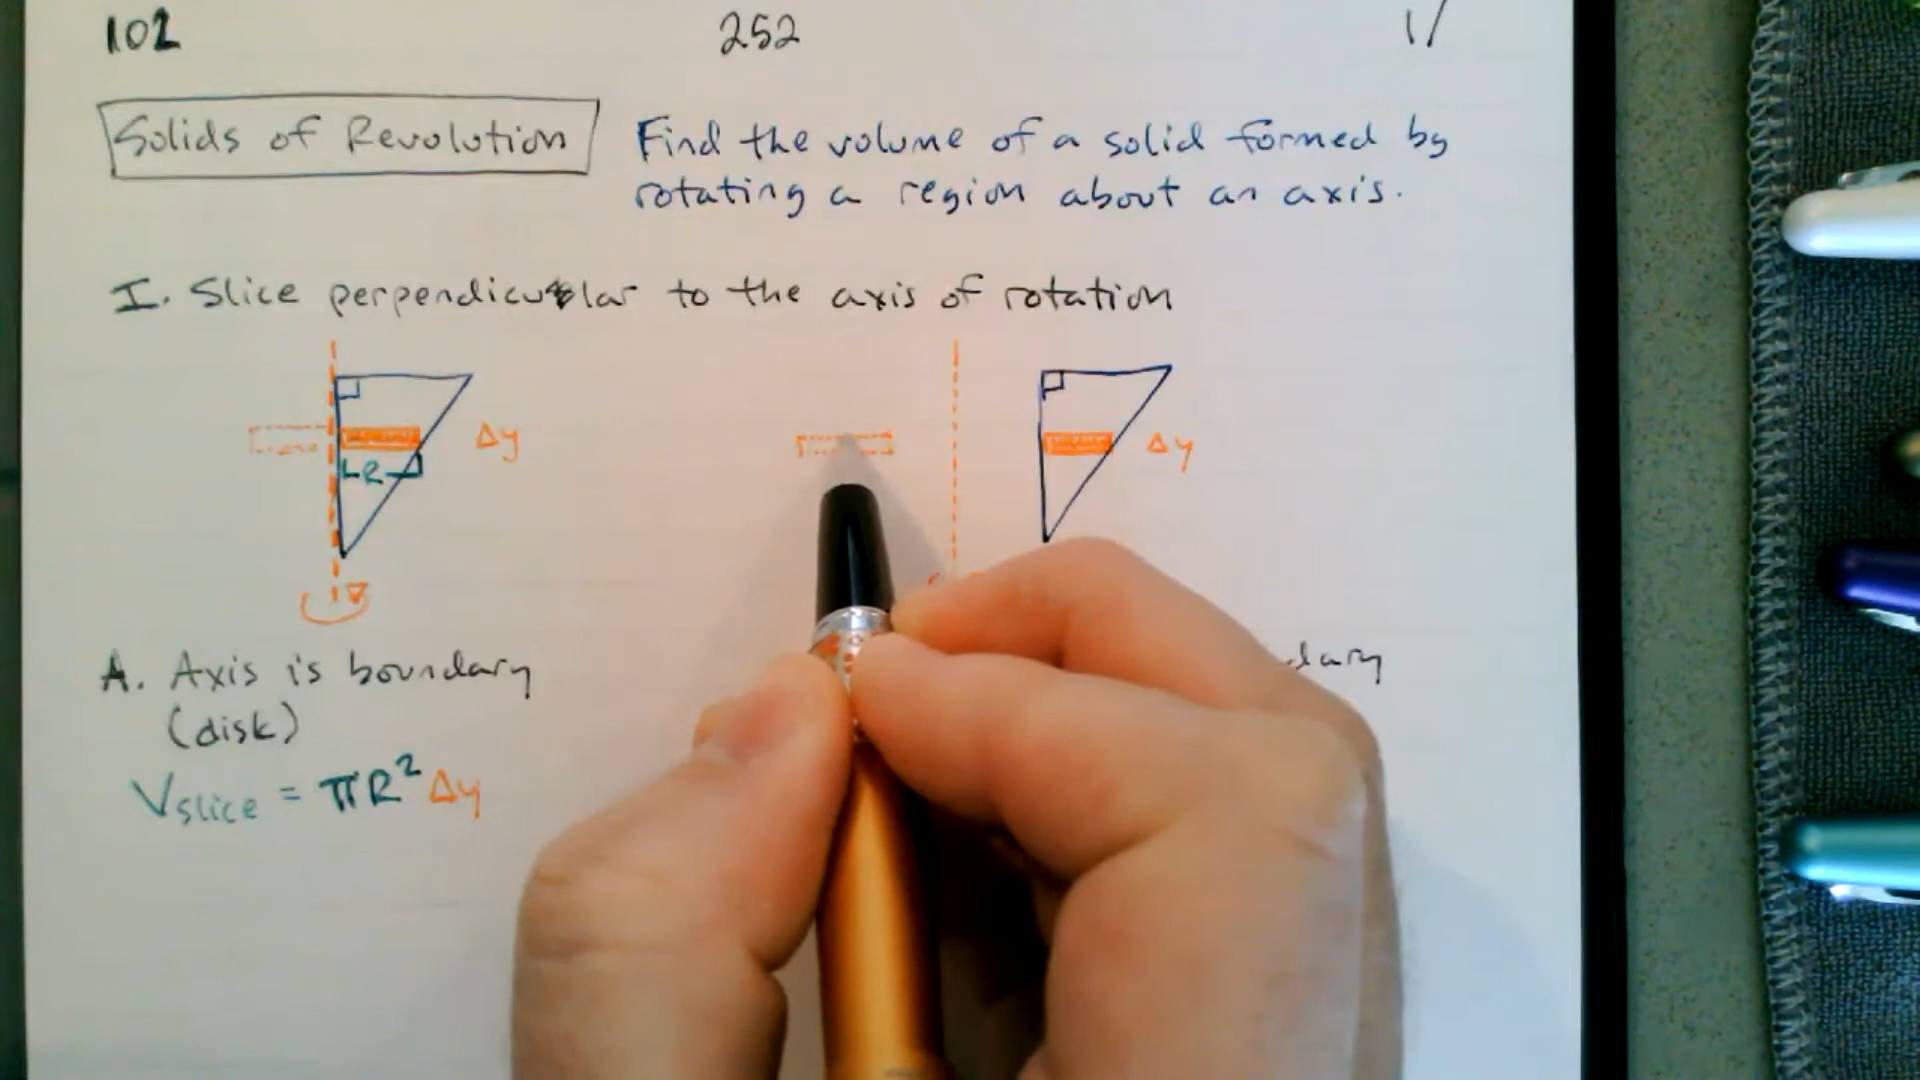 102 252 1/
Solids of Revolution
Find the volume of a solid formed by
rotating a region about an axis.
I. Slice perpendicular to the axis of rotation
Δy
R
Δy
A. Axis is boundary
(disk)
Vslice = πR² Δy